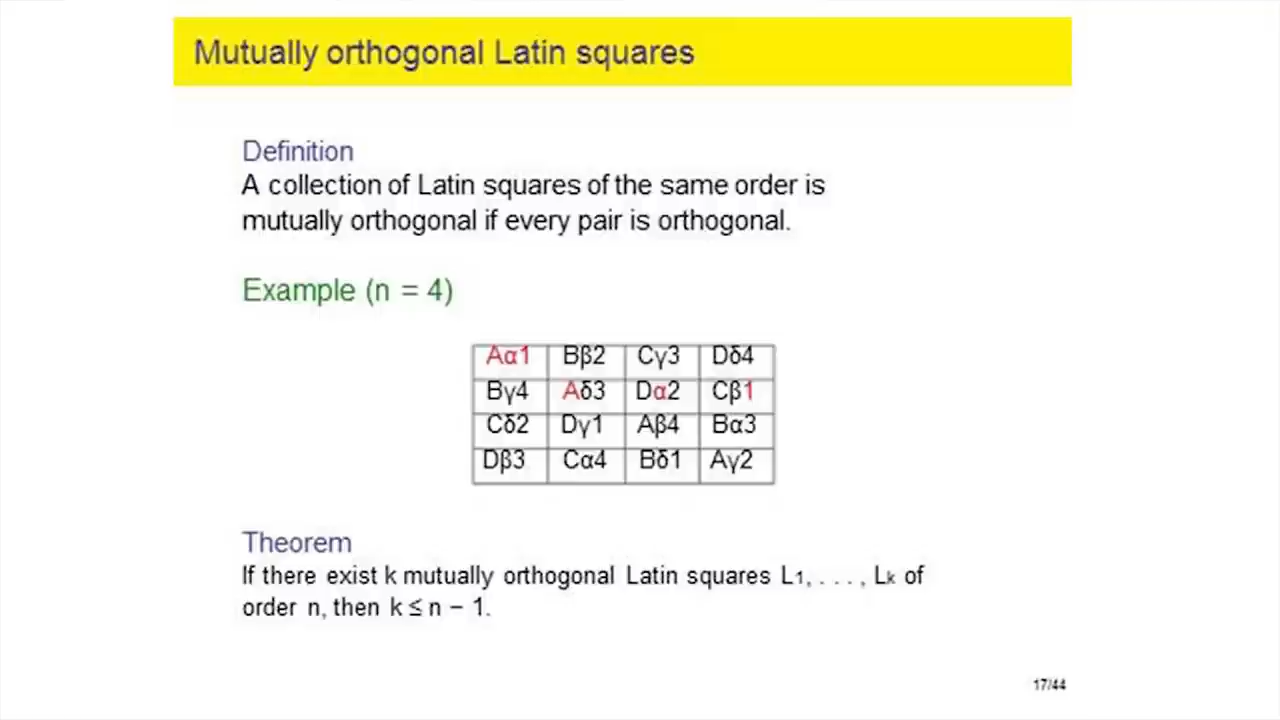 Mutually orthogonal Latin squares
Definition
A collection of Latin squares of the same order is
mutually orthogonal if every pair is orthogonal.
Example (n = 4)
Aα1 Bβ2 Cγ3 Dδ4
Bγ4 Aδ3 Dα2 Cβ1
Cδ2 Dγ1 Aβ4 Bα3
Dβ3 Cα4 Bδ1 Aγ2
Theorem
If there exist k mutually orthogonal Latin squares L₁, . . . , Lₖ of
order n, then k ≤ n − 1.
17/44